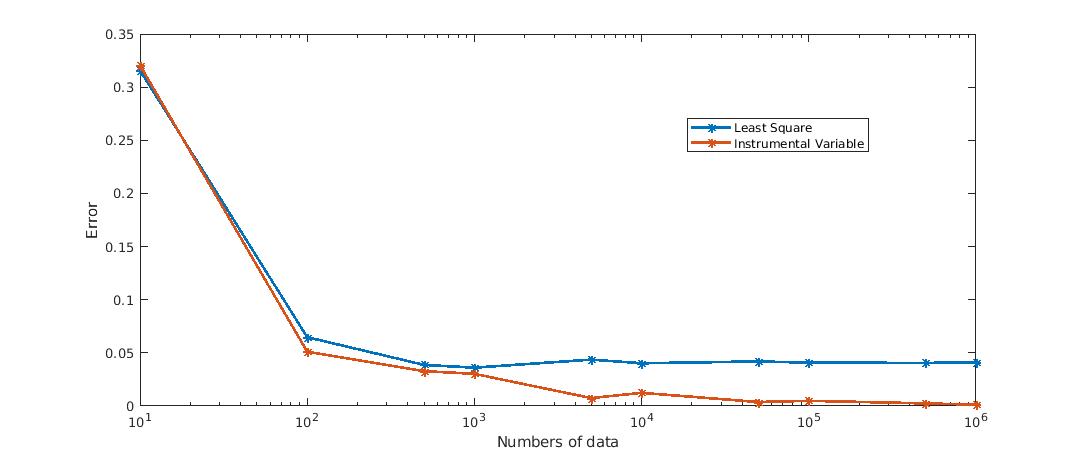 0.35
0.3
0.25
0.2
0.15
0.1
0.05
0
Error
Least Square
Instrumental Variable
10^1 10^2 10^3 10^4 10^5 10^6
Numbers of data